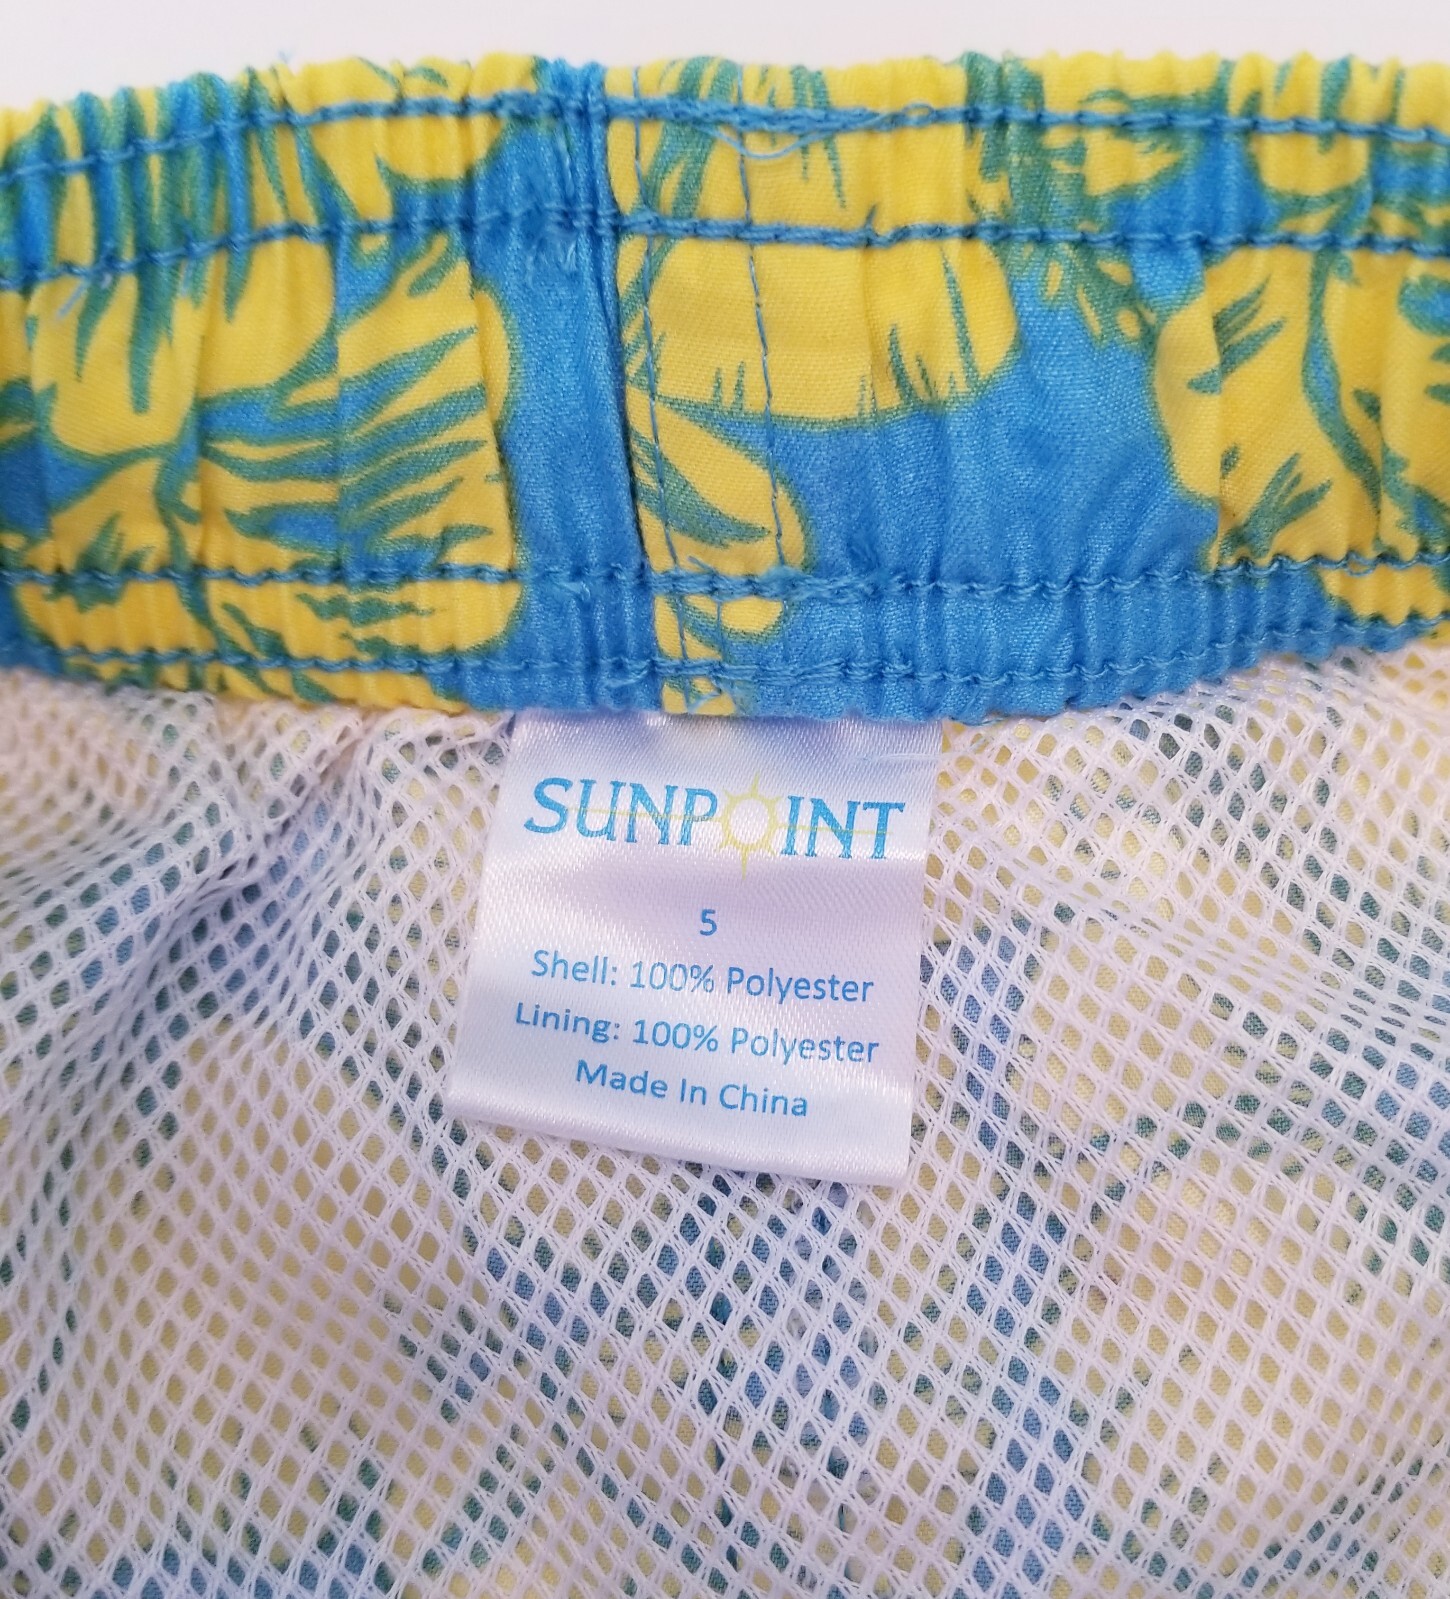 SUNPOINT
5
Shell: 100% Polyester
Lining: 100% Polyester
Made In China